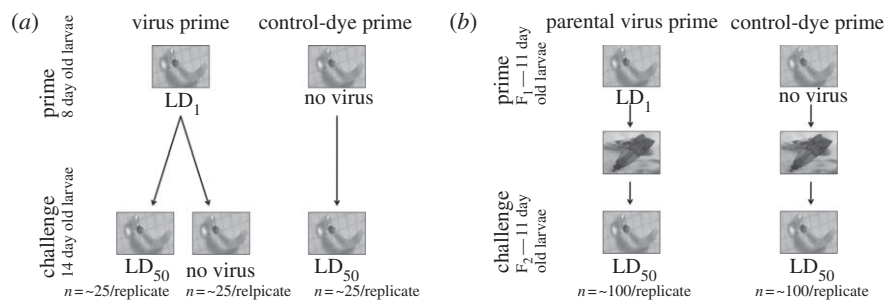 (a)
virus prime
control-dye prime
prime
8 day old larvae
LD1
no virus
challenge
14 day old larvae
LD50
no virus
LD50
n = ~25/replicate
n = ~25/relpicate
n = ~25/replicate
(b)
parental virus prime
control-dye prime
prime
F1 — 11 day
old larvae
LD1
no virus
challenge
F2 — 11 day
old larvae
LD50
LD50
n = ~100/replicate
n = ~100/replicate